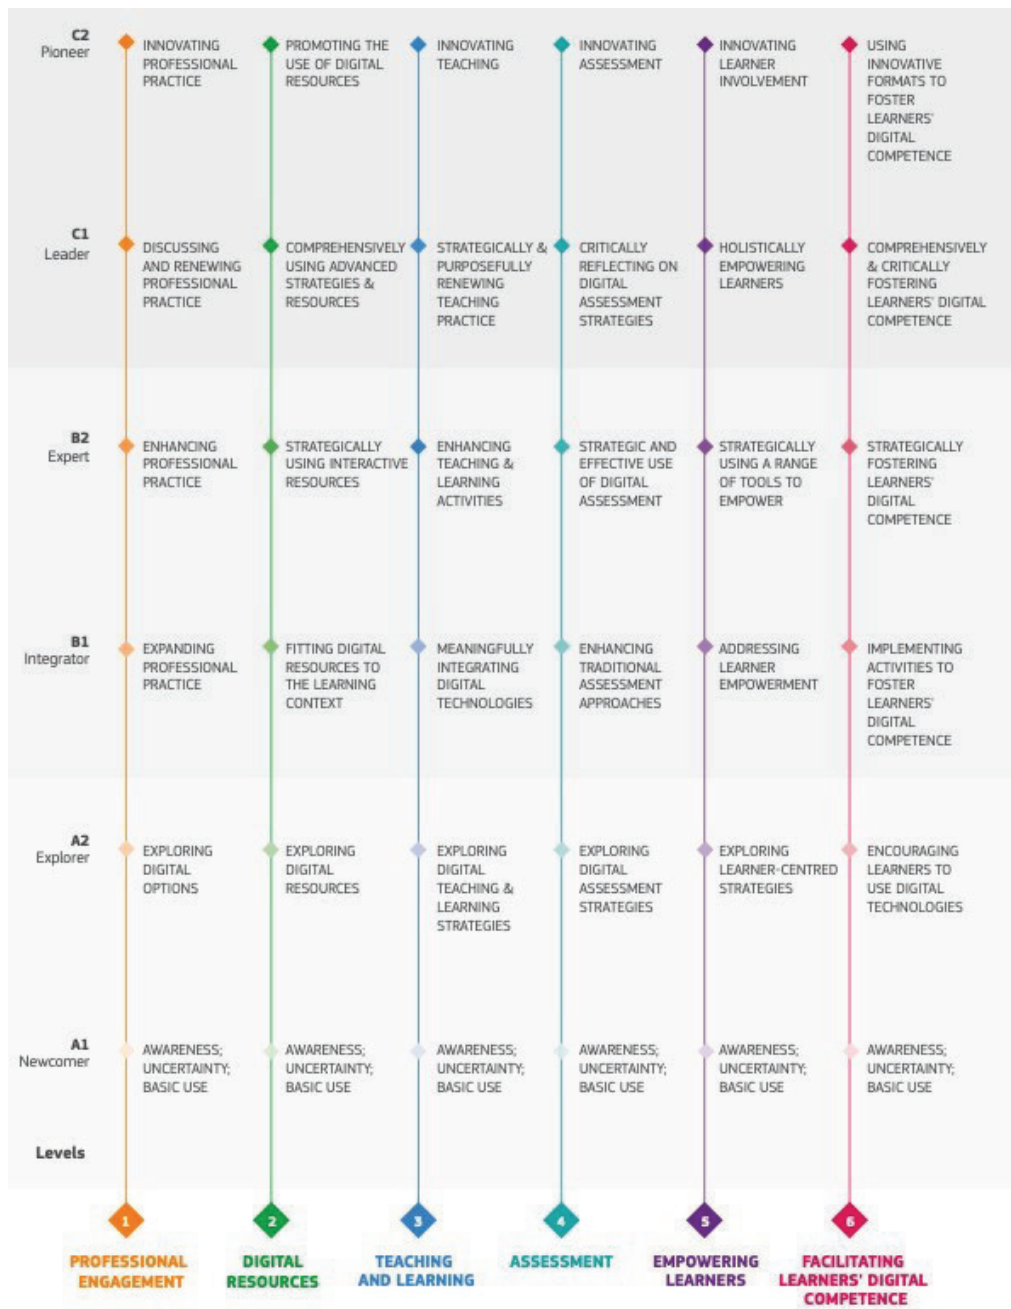 C2
Pioneer
INNOVATING
PROFESSIONAL
PRACTICE
PROMOTING THE
USE OF DIGITAL
RESOURCES
INNOVATING
TEACHING
INNOVATING
ASSESSMENT
INNOVATING
LEARNER
INVOLVEMENT
USING
INNOVATIVE
FORMATS TO
FOSTER
LEARNERS'
DIGITAL
COMPETENCE
C1
Leader
DISCUSSING
AND RENEWING
PROFESSIONAL
PRACTICE
COMPREHENSIVELY
USING ADVANCED
STRATEGIES &
RESOURCES
STRATEGICALLY &
PURPOSEFULLY
RENEWING
TEACHING
PRACTICE
CRITICALLY
REFLECTING ON
DIGITAL
ASSESSMENT
STRATEGIES
HOLISTICALLY
EMPOWERING
LEARNERS
COMPREHENSIVELY
& CRITICALLY
FOSTERING
LEARNERS' DIGITAL
COMPETENCE
B2
Expert
ENHANCING
PROFESSIONAL
PRACTICE
STRATEGICALLY
USING INTERACTIVE
RESOURCES
ENHANCING
TEACHING &
LEARNING
ACTIVITIES
STRATEGIC AND
EFFECTIVE USE
OF DIGITAL
ASSESSMENT
STRATEGICALLY
USING A RANGE
OF TOOLS TO
EMPOWER
STRATEGICALLY
FOSTERING
LEARNERS'
DIGITAL
COMPETENCE
B1
Integrator
EXPANDING
PROFESSIONAL
PRACTICE
FITTING DIGITAL
RESOURCES TO
THE LEARNING
CONTEXT
MEANINGFULLY
INTEGRATING
DIGITAL
TECHNOLOGIES
ENHANCING
TRADITIONAL
ASSESSMENT
APPROACHES
ADDRESSING
LEARNER
EMPOWERMENT
IMPLEMENTING
ACTIVITIES TO
FOSTER
LEARNERS'
DIGITAL
COMPETENCE
A2
Explorer
EXPLORING
DIGITAL
OPTIONS
EXPLORING
DIGITAL
RESOURCES
EXPLORING
DIGITAL
TEACHING &
LEARNING
STRATEGIES
EXPLORING
DIGITAL
ASSESSMENT
STRATEGIES
EXPLORING
LEARNER-CENTRED
STRATEGIES
ENCOURAGING
LEARNERS TO
USE DIGITAL
TECHNOLOGIES
A1
Newcomer
AWARENESS;
UNCERTAINTY;
BASIC USE
AWARENESS;
UNCERTAINTY;
BASIC USE
AWARENESS;
UNCERTAINTY;
BASIC USE
AWARENESS;
UNCERTAINTY;
BASIC USE
AWARENESS;
UNCERTAINTY;
BASIC USE
AWARENESS;
UNCERTAINTY;
BASIC USE
Levels
1
PROFESSIONAL
ENGAGEMENT
2
DIGITAL
RESOURCES
3
TEACHING
AND LEARNING
4
ASSESSMENT
5
EMPOWERING
LEARNERS
6
FACILITATING
LEARNERS' DIGITAL
COMPETENCE